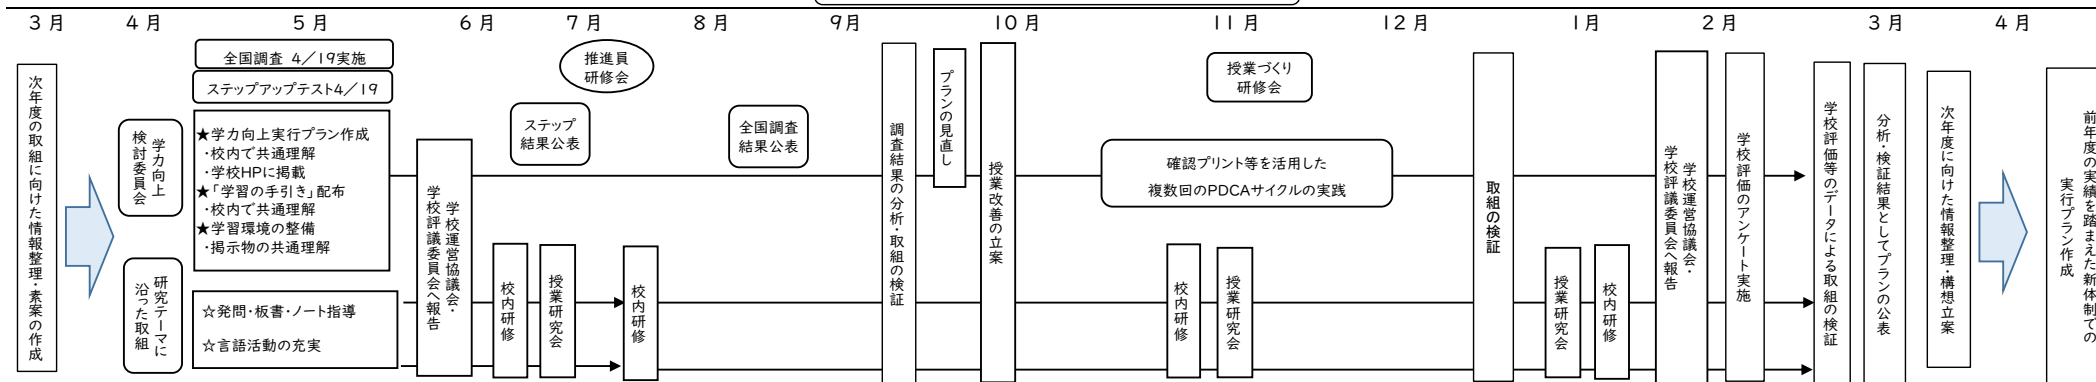 3月 4月 5月 6月 7月 8月 9月 10月 11月 12月 1月 2月 3月 4月
次年度の取組に向けた情報整理・素案の作成
学力向上
検討委員会
研究テーマに
沿った取組
全国調査 4/19実施
ステップアップテスト4/19
★学力向上実行プラン作成
・校内で共通理解
・学校HPに掲載
★「学習の手引き」配布
・校内で共通理解
★学習環境の整備
・掲示物の共通理解
☆発問・板書・ノート指導
☆言語活動の充実
学校運営協議会・
学校評議委員会へ報告
校内研修
授業研究会
ステップ
結果公表
推進員
研修会
校内研修
全国調査
結果公表
調査結果の分析・取組の検証
プランの見直し
授業改善の立案
授業づくり
研修会
確認プリント等を活用した
複数回のPDCAサイクルの実践
校内研修
授業研究会
取組の検証
授業研究会
校内研修
学校運営協議会・
学校評議委員会へ報告
学校評価のアンケート実施
学校評価等のデータによる取組の検証
分析・検証結果としてプランの公表
次年度に向けた情報整理・構想立案
前年度の実績を踏まえた新体制での
実行プラン作成